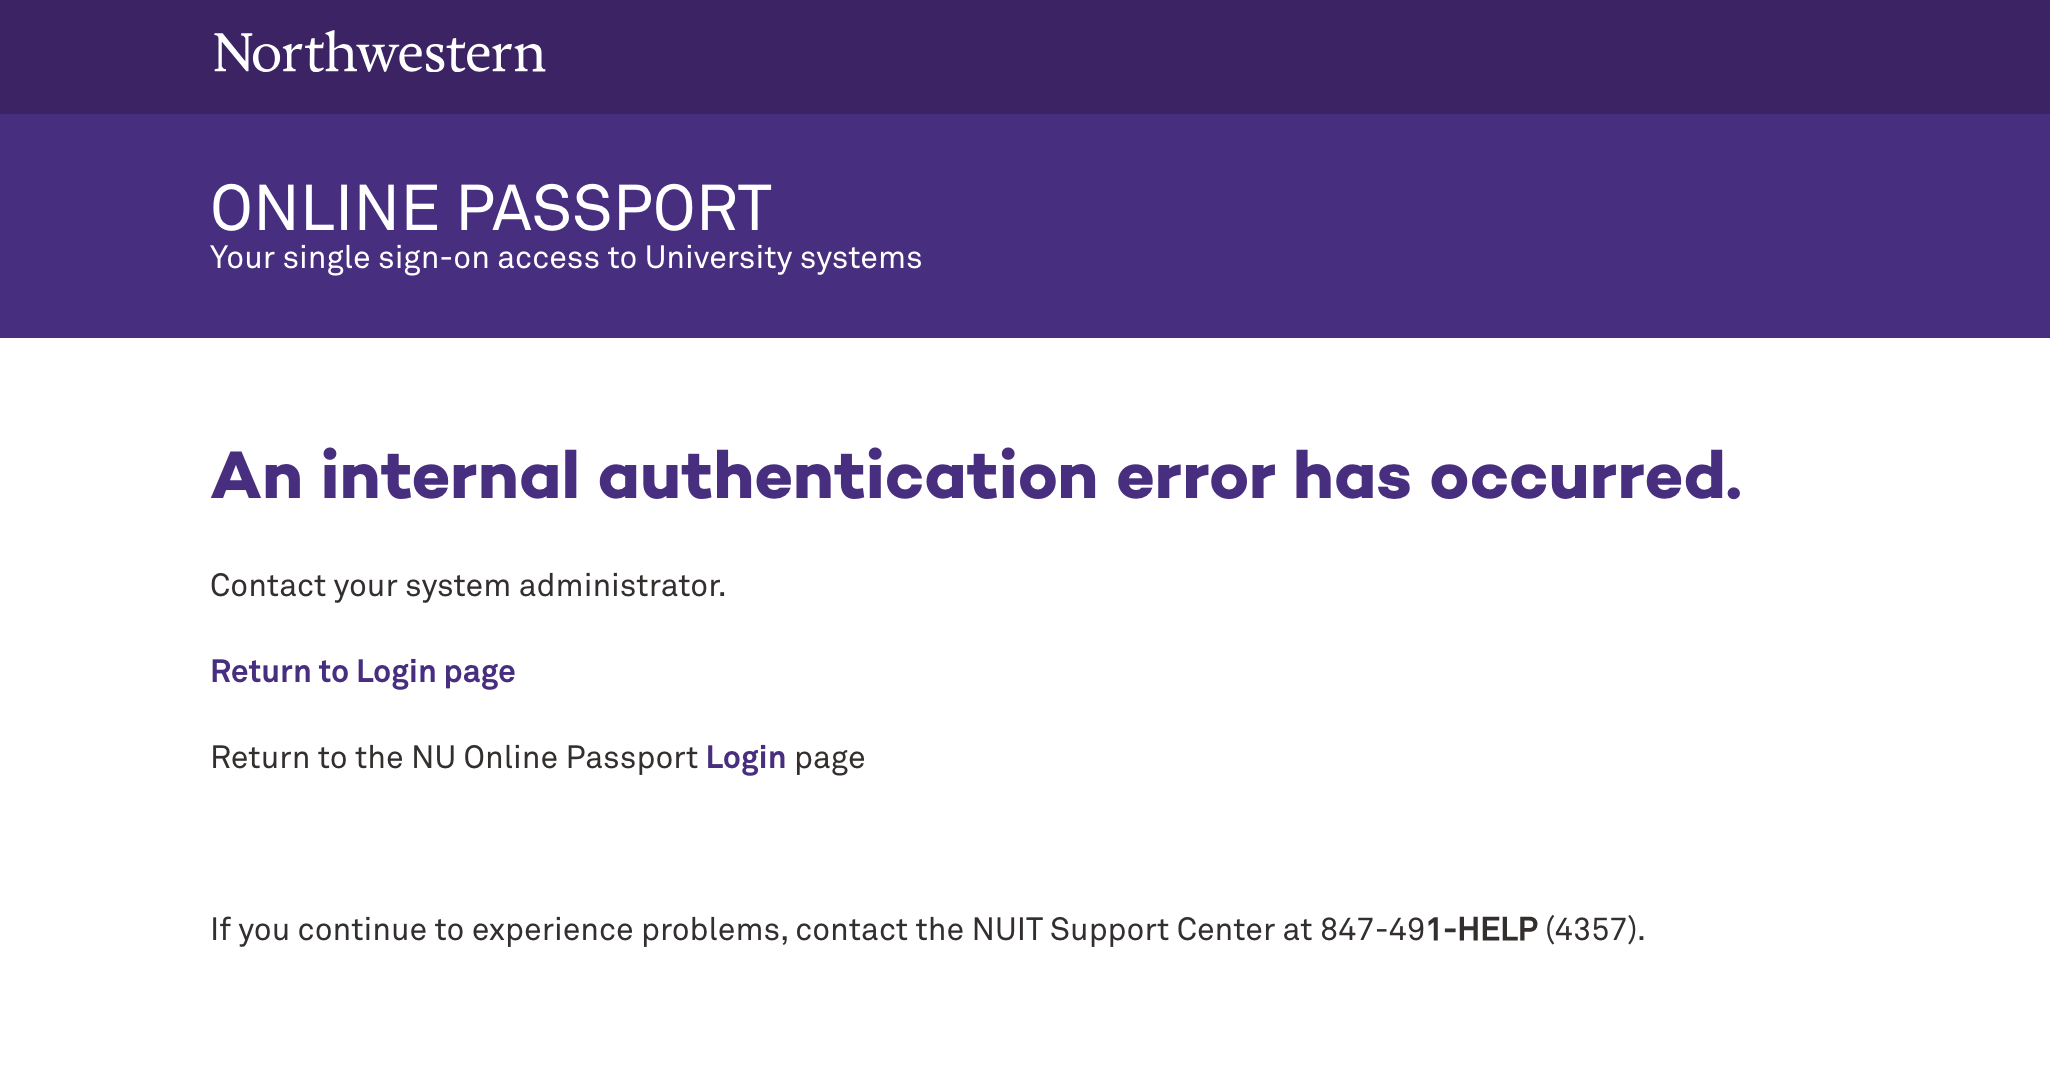 Northwestern
ONLINE PASSPORT
Your single sign-on access to University systems
An internal authentication error has occurred.
Contact your system administrator.
Return to Login page
Return to the NU Online Passport Login page
If you continue to experience problems, contact the NUIT Support Center at 847-491-HELP (4357).